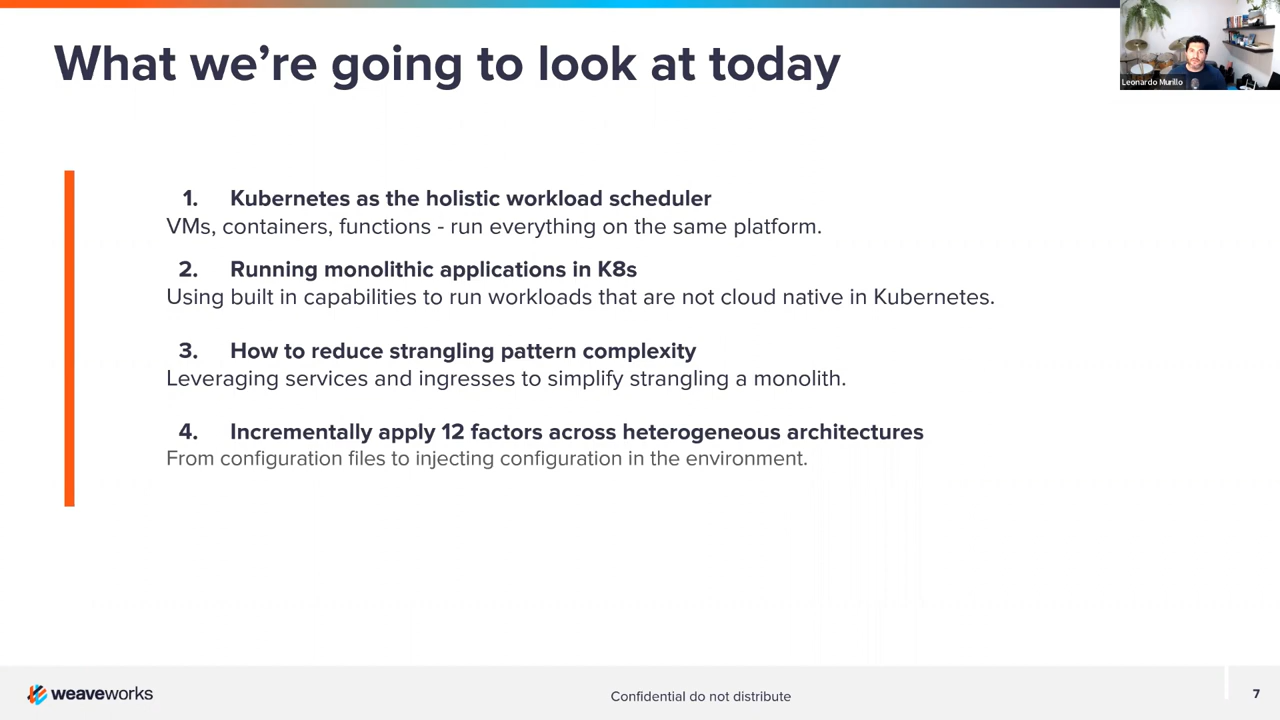 What we’re going to look at today
Leonardo Murillo
1. Kubernetes as the holistic workload scheduler
VMs, containers, functions - run everything on the same platform.
2. Running monolithic applications in K8s
Using built in capabilities to run workloads that are not cloud native in Kubernetes.
3. How to reduce strangling pattern complexity
Leveraging services and ingresses to simplify strangling a monolith.
4. Incrementally apply 12 factors across heterogeneous architectures
From configuration files to injecting configuration in the environment.
weaveworks
Confidential do not distribute
7